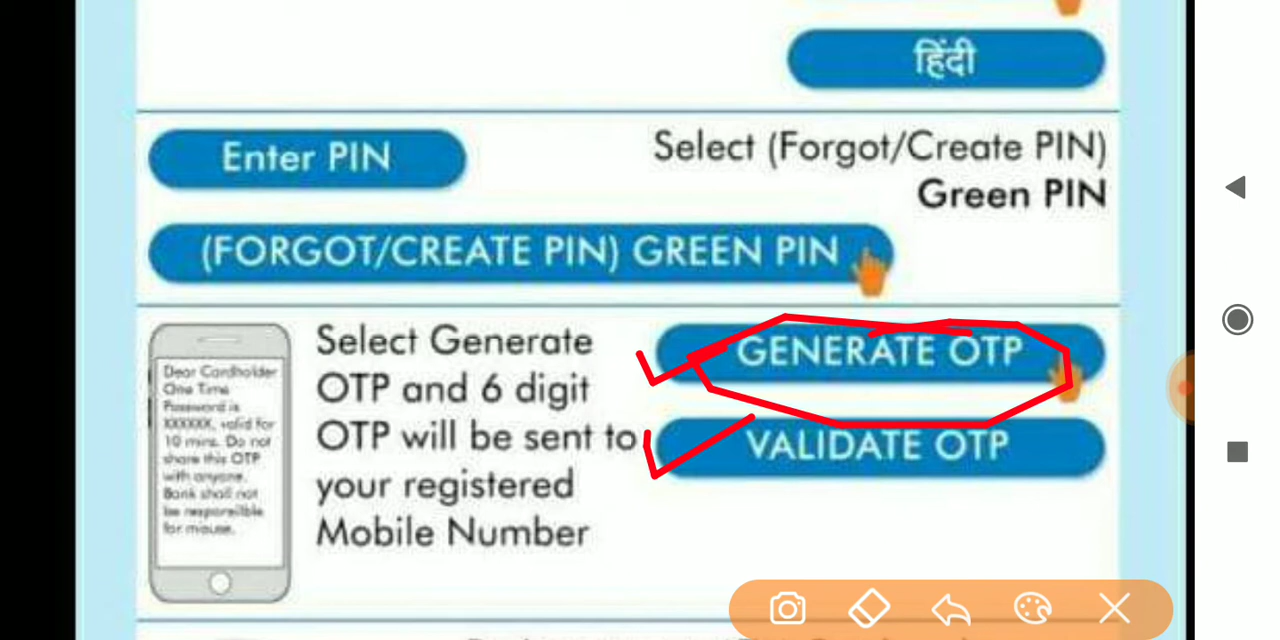 हिंदी
Enter PIN
Select (Forgot/Create PIN)
Green PIN
(FORGOT/CREATE PIN) GREEN PIN
Dear Cardholder
One Time
Password is
XXXXXX, valid for
10 mins. Do not
share this OTP
with anyone.
Bank shall not
be responsible
for misuse.
Select Generate
OTP and 6 digit
OTP will be sent to
your registered
Mobile Number
GENERATE OTP
VALIDATE OTP